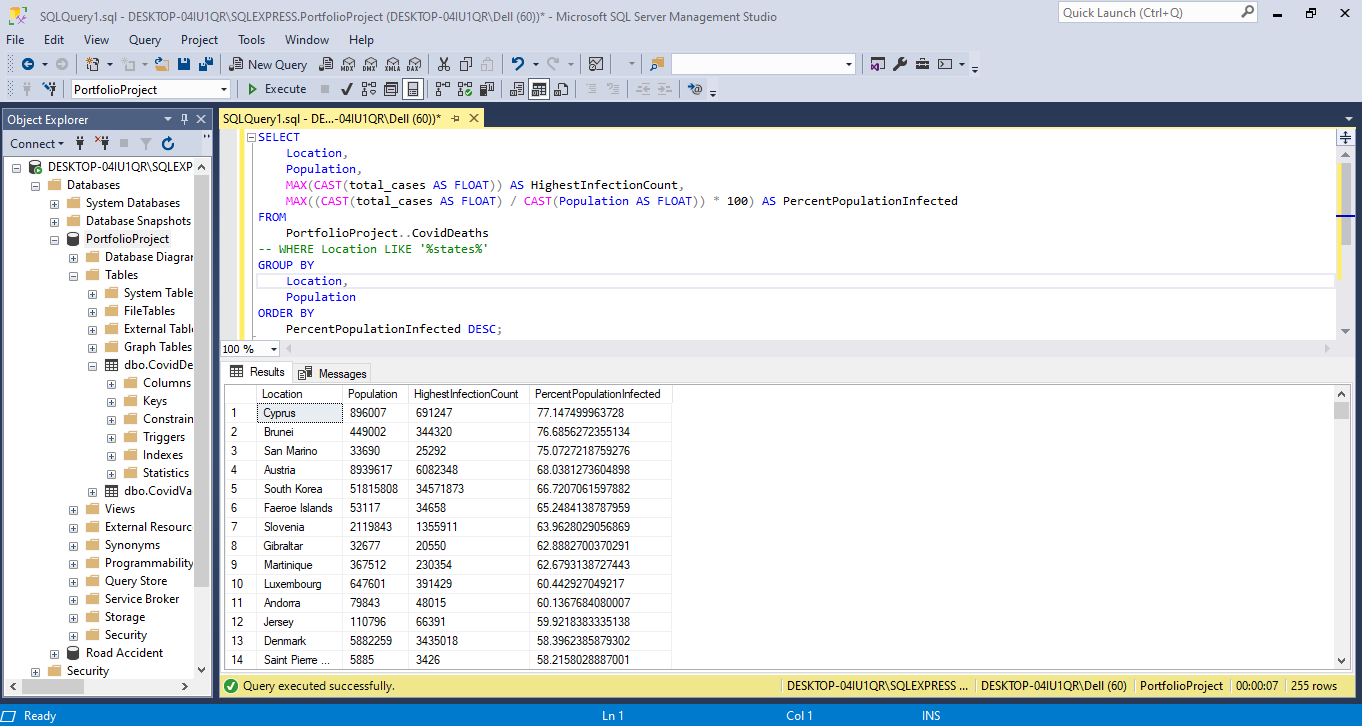 SQLQuery1.sql - DESKTOP-04IU1QR\SQLEXPRESS.PortfolioProject (DESKTOP-04IU1QR\Dell (60))* - Microsoft SQL Server Management Studio
Quick Launch (Ctrl+Q)
File Edit View Query Project Tools Window Help
New Query MDX DMX XMLA DAX
PortfolioProject Execute
Object Explorer
SQLQuery1.sql - DE...-04IU1QR\Dell (60))*
Connect
DESKTOP-04IU1QR\SQLEXP
Databases
System Databases
Database Snapshots
PortfolioProject
Database Diagrar
Tables
System Table
FileTables
External Tabl
Graph Tables
dbo.CovidDe
Columns
Keys
Constrain
Triggers
Indexes
Statistics
dbo.CovidVa
Views
External Resourc
Synonyms
Programmability
Query Store
Service Broker
Storage
Security
Road Accident
Security
SELECT
Location,
Population,
MAX(CAST(total_cases AS FLOAT)) AS HighestInfectionCount,
MAX((CAST(total_cases AS FLOAT) / CAST(Population AS FLOAT)) * 100) AS PercentPopulationInfected
FROM
PortfolioProject..CovidDeaths
-- WHERE Location LIKE '%states%'
GROUP BY
Location,
Population
ORDER BY
PercentPopulationInfected DESC;
100 %
Results Messages
Location Population HighestInfectionCount PercentPopulationInfected
1 Cyprus 896007 691247 77.147499963728
2 Brunei 449002 344320 76.6856272355134
3 San Marino 33690 25292 75.0727218759276
4 Austria 8939617 6082348 68.0381273604898
5 South Korea 51815808 34571873 66.7207061597882
6 Faeroe Islands 53117 34658 65.2484138787959
7 Slovenia 2119843 1355911 63.9628029056869
8 Gibraltar 32677 20550 62.8882700370291
9 Martinique 367512 230354 62.6793138727443
10 Luxembourg 647601 391429 60.442927049217
11 Andorra 79843 48015 60.1367684080007
12 Jersey 110796 66391 59.9218383335138
13 Denmark 5882259 3435018 58.3962385879302
14 Saint Pierre ... 5885 3426 58.2158028887001
Query executed successfully. DESKTOP-04IU1QR\SQLEXPRESS ... DESKTOP-04IU1QR\Dell (60) PortfolioProject 00:00:07 255 rows
Ready Ln 1 Col 1 INS